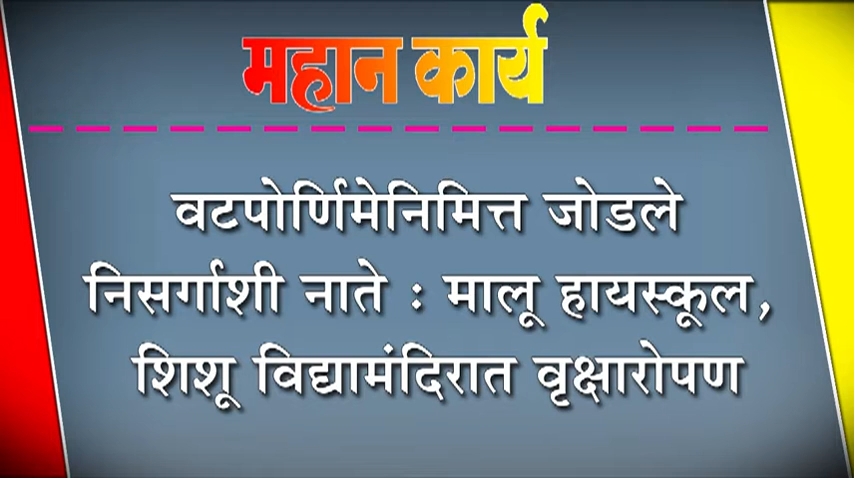 महान कार्य
वटपोर्णिमेनिमित्त जोडले
निसर्गाशी नाते : मालू हायस्कूल,
शिशू विद्यामंदिरात वृक्षारोपण